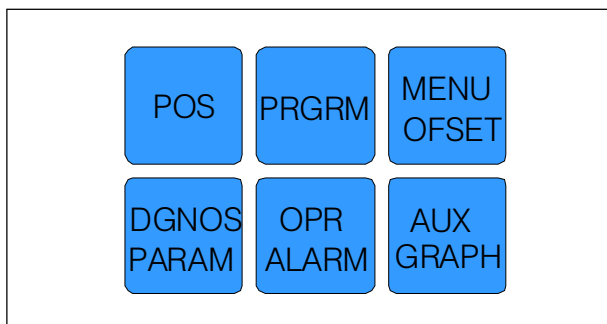 POS
PRGRM
MENU
OFSET
DGNOS
PARAM
OPR
ALARM
AUX
GRAPH